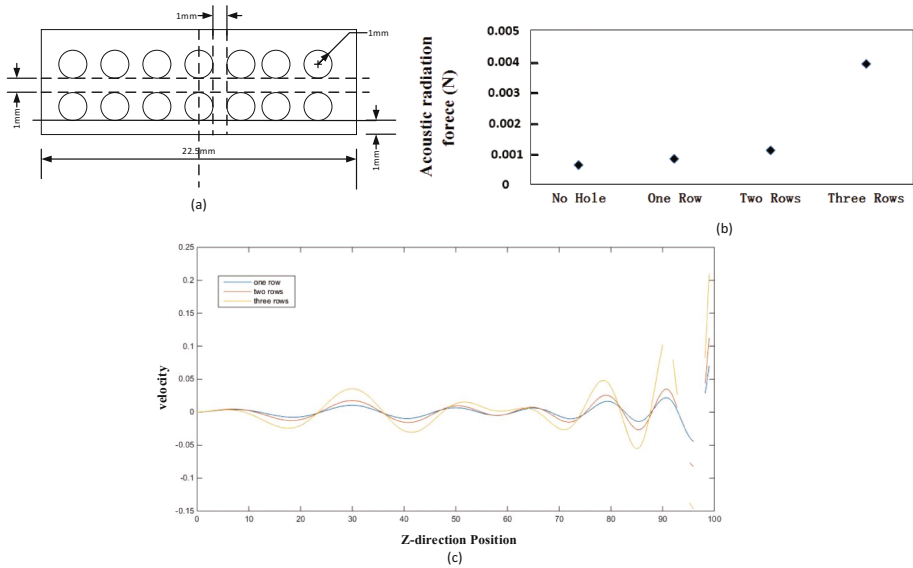 1mm
1mm
1mm
1mm
22.5mm
(a)
Acoustic radiation
forece (N)
0.005
0.004
0.003
0.002
0.001
0
No Hole One Row Two Rows Three Rows
(b)
0.25
0.2
0.15
0.1
0.05
0
-0.05
-0.1
-0.15
velocity
one row
two rows
three rows
0 10 20 30 40 50 60 70 80 90 100
Z-direction Position
(c)